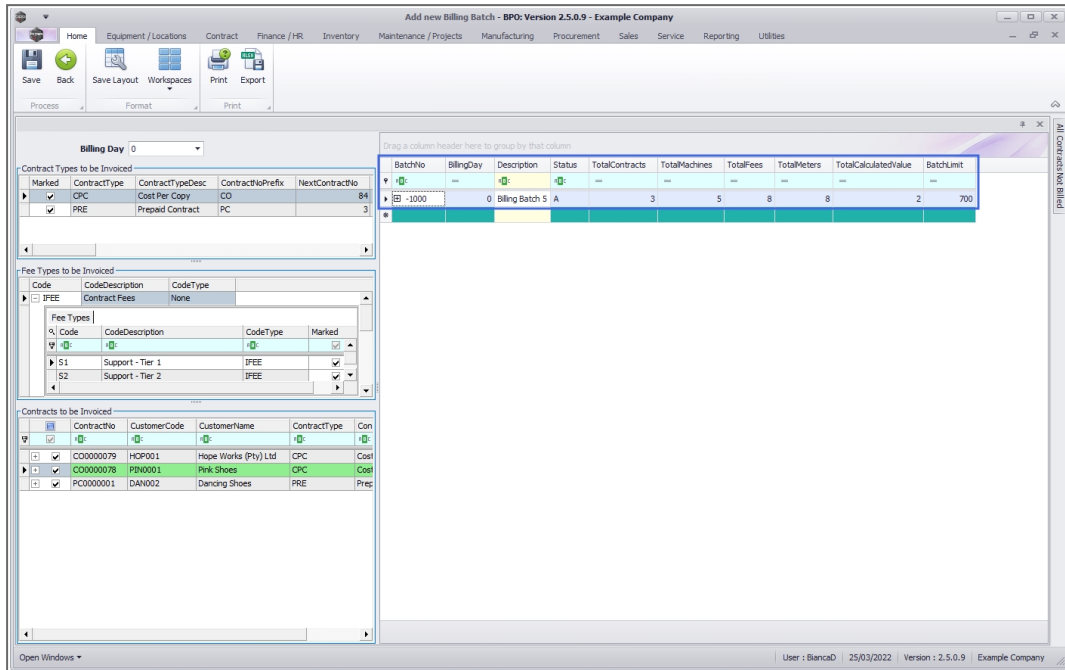 Add new Billing Batch - BPO: Version 2.5.0.9 - Example Company
Home Equipment / Locations Contract Finance / HR Inventory Maintenance / Projects Manufacturing Procurement Sales Service Reporting Utilities
Save Back Save Layout Workspaces Print Export
Process Format Print
Billing Day 0
Contract Types to be Invoiced
Marked ContractType ContractTypeDesc ContractNoPrefix NextContractNo
CPC Cost Per Copy CO 84
PRE Prepaid Contract PC 3
Fee Types to be Invoiced
Code CodeDescription CodeType
IFEE Contract Fees None
Fee Types
Code CodeDescription CodeType Marked
S1 Support - Tier 1 IFEE
S2 Support - Tier 2 IFEE
Contracts to be Invoiced
ContractNo CustomerCode CustomerName ContractType Con
CO0000079 HOP001 Hope Works (Pty) Ltd CPC Cost
CO0000078 PIN0001 Pink Shoes CPC Cost
PC0000001 DAN002 Dancing Shoes PRE Prep
Drag a column header here to group by that column
BatchNo BillingDay Description Status TotalContracts TotalMachines TotalFees TotalMeters TotalCalculatedValue BatchLimit
-1000 0 Billing Batch 5 A 3 5 8 8 2 700
All Contracts Not Billed
Open Windows User : BiancaD 25/03/2022 Version : 2.5.0.9 Example Company